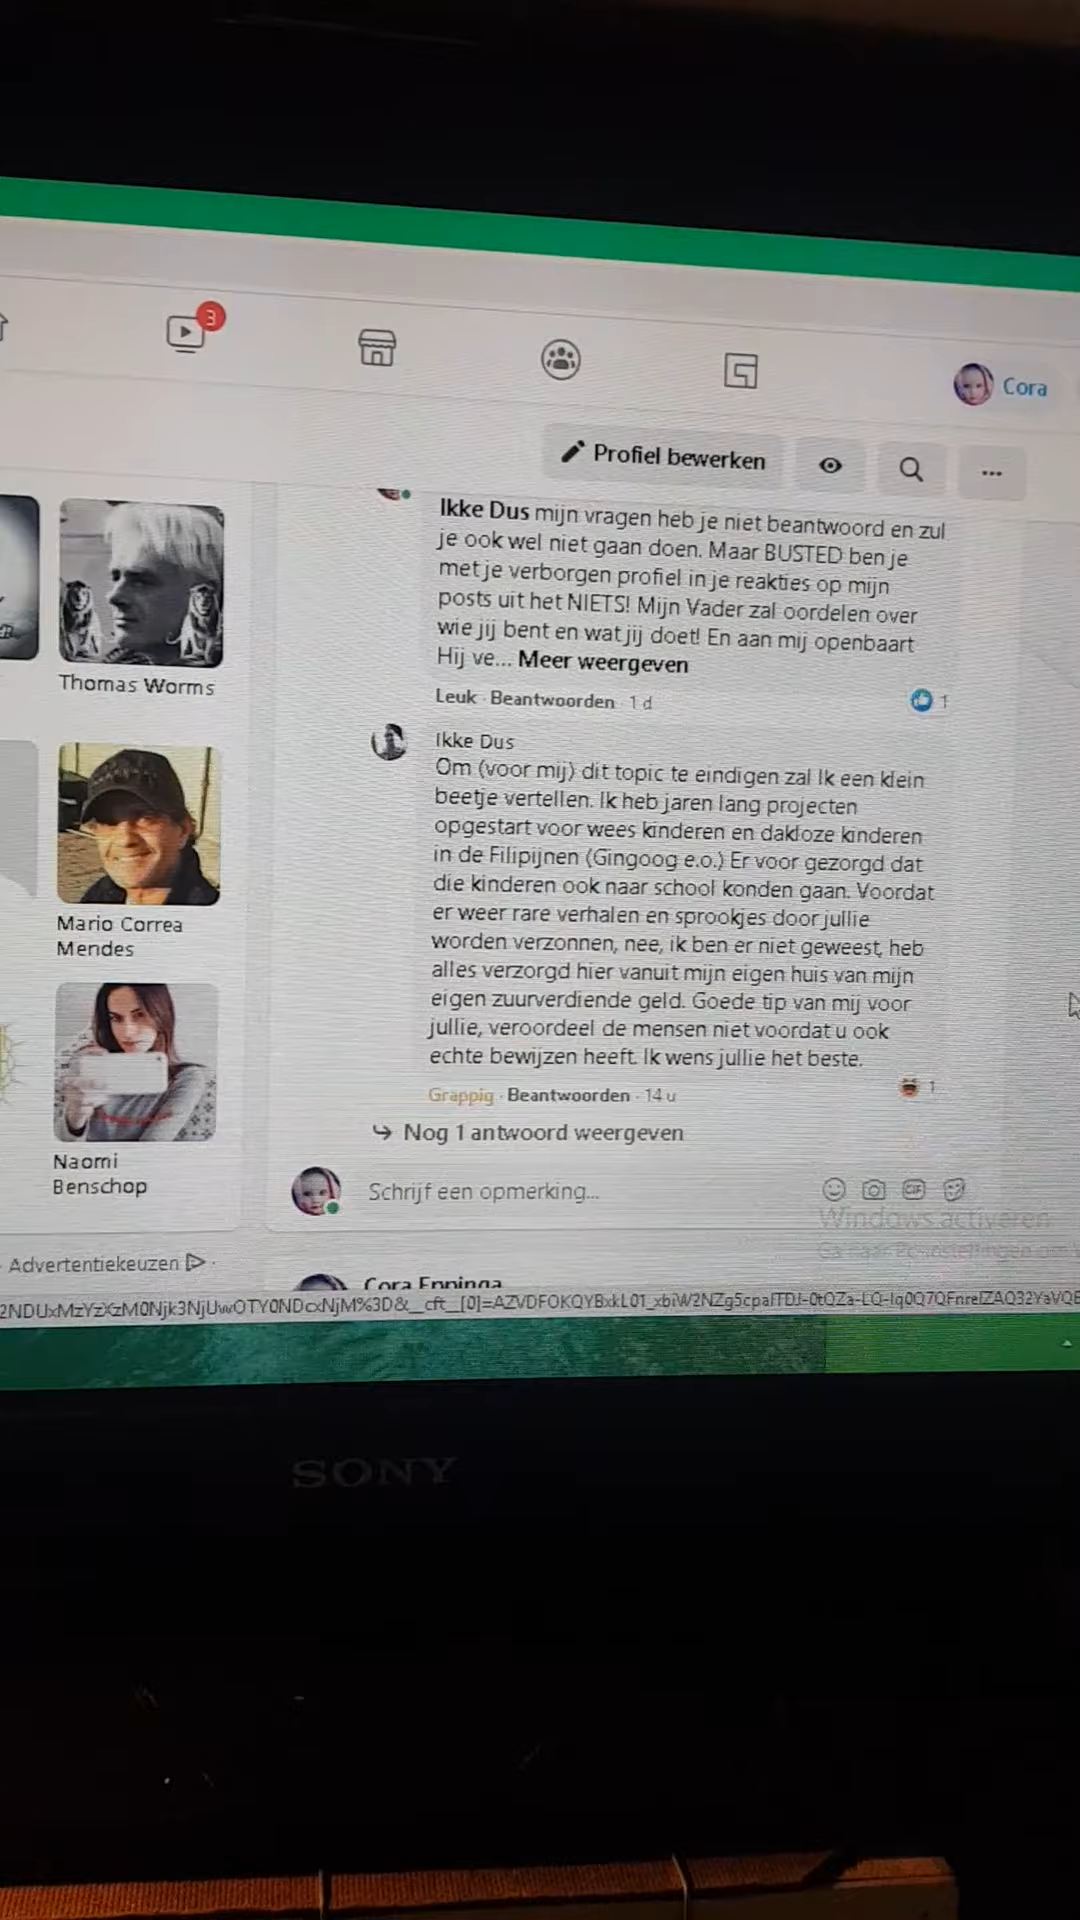 3
Cora
Profiel bewerken
Ikke Dus mijn vragen heb je niet beantwoord en zul
je ook wel niet gaan doen. Maar BUSTED ben je
met je verborgen profiel in je reakties op mijn
posts uit het NIETS! Mijn Vader zal oordelen over
wie jij bent en wat jij doet! En aan mij openbaart
Hij ve... Meer weergeven
Leuk · Beantwoorden · 1 d
1
Thomas Worms
Mario Correa
Mendes
Naomi
Benschop
Advertentiekeuzen
Ikke Dus
Om (voor mij) dit topic te eindigen zal Ik een klein
beetje vertellen. Ik heb jaren lang projecten
opgestart voor wees kinderen en dakloze kinderen
in de Filipijnen (Gingoog e.o.) Er voor gezorgd dat
die kinderen ook naar school konden gaan. Voordat
er weer rare verhalen en sprookjes door jullie
worden verzonnen, nee, ik ben er niet geweest, heb
alles verzorgd hier vanuit mijn eigen huis van mijn
eigen zuurverdiende geld. Goede tip van mij voor
jullie, veroordeel de mensen niet voordat u ook
echte bewijzen heeft. Ik wens jullie het beste.
Grappig · Beantwoorden · 14 u
1
Nog 1 antwoord weergeven
Schrijf een opmerking...
GIF
Windows activeren
Cora Eppinga
SONY